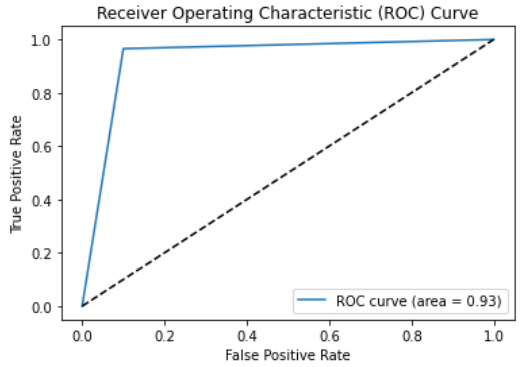 Receiver Operating Characteristic (ROC) Curve
1.0
0.8
0.6
0.4
0.2
0.0
True Positive Rate
ROC curve (area = 0.93)
0.0 0.2 0.4 0.6 0.8 1.0
False Positive Rate